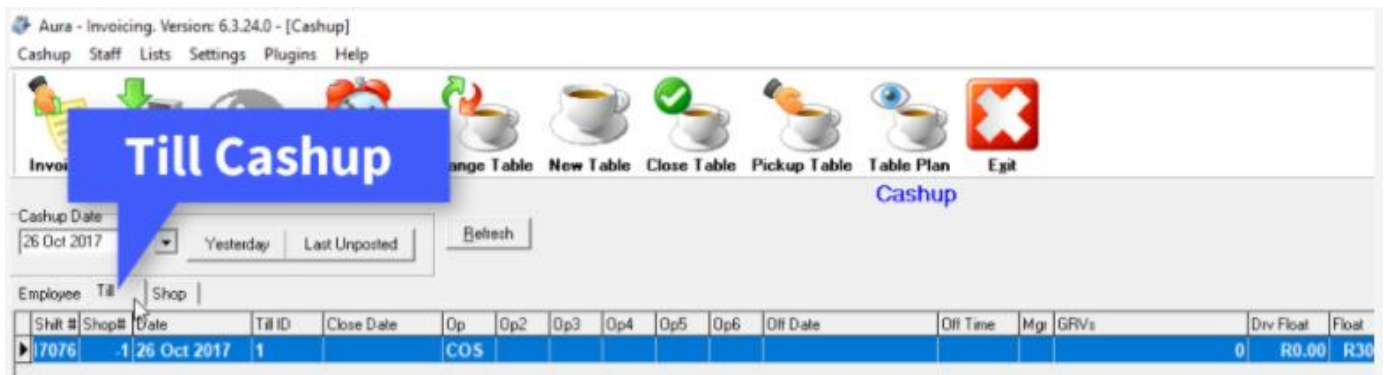 Aura - Invoicing. Version: 6.3.24.0 - [Cashup]
Cashup Staff Lists Settings Plugins Help
Till Cashup
New Table Close Table Pickup Table Table Plan Exit
Cashup
Cashup Date
26 Oct 2017 Yesterday Last Unposted Refresh
Employee Till Shop
Shift # Shop# Date Till ID Close Date Op Op2 Op3 Op4 Op5 Op6 Off Date Off Time Mgr GRVs Drv Float Float
17076 -1 26 Oct 2017 1 COS 0 R0.00 R30